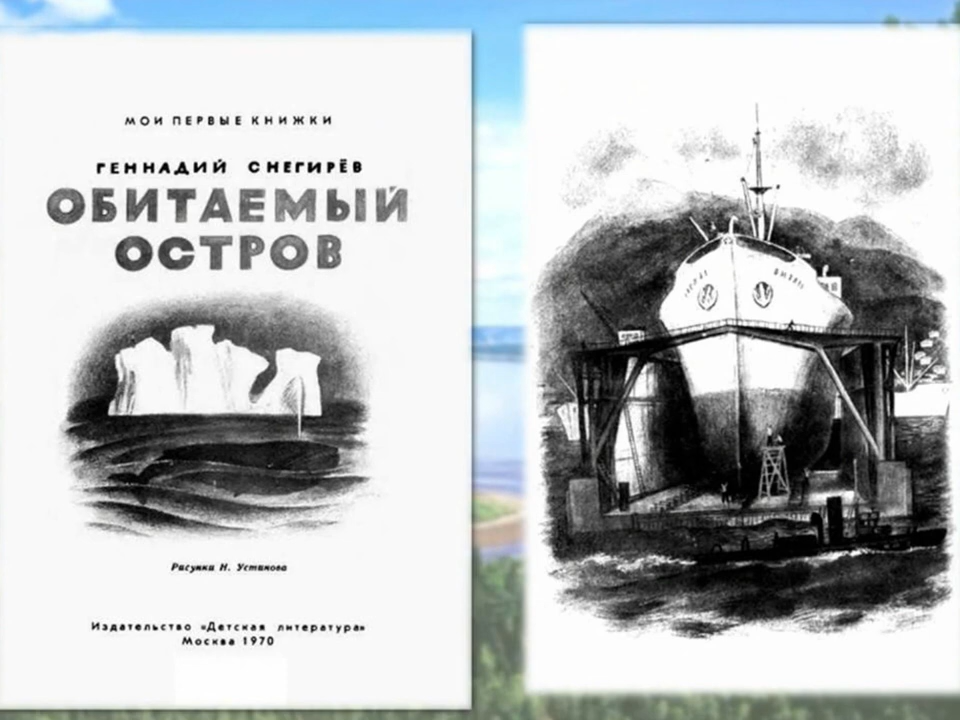 МОИ ПЕРВЫЕ КНИЖКИ
ГЕННАДИЙ СНЕГИРЁВ
ОБИТАЕМЫЙ
ОСТРОВ
Рисунки Н. Устинова
Издательство «Детская литература»
Москва 1970